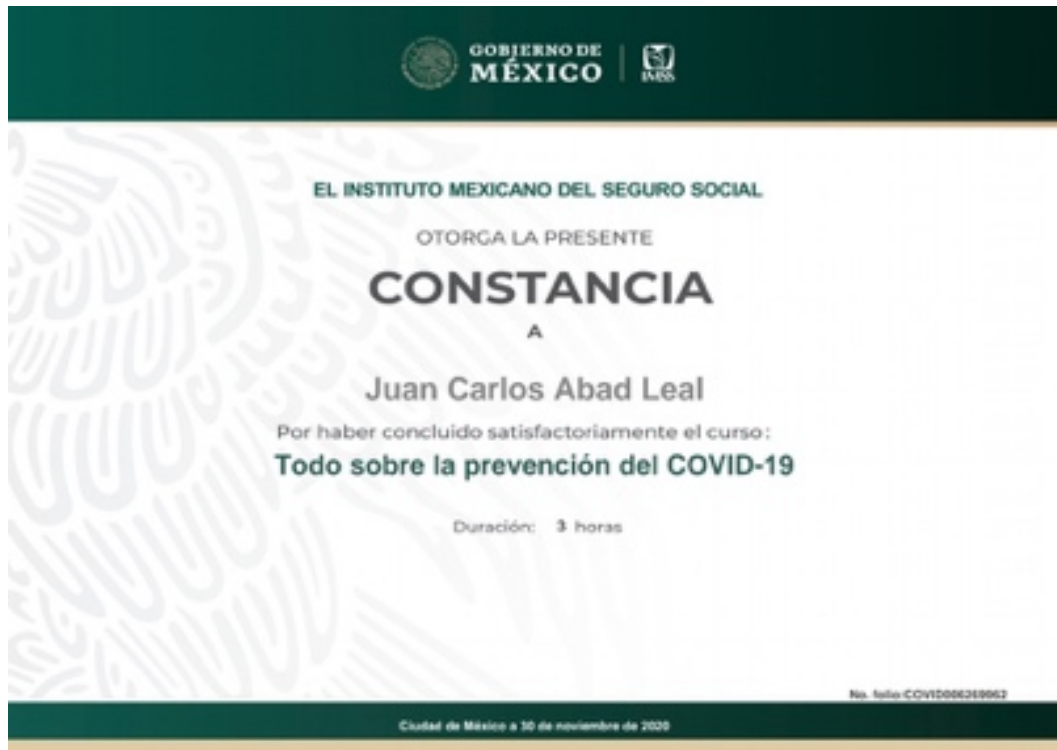 GOBIERNO DE
MÉXICO
IMSS
EL INSTITUTO MEXICANO DEL SEGURO SOCIAL
OTORGA LA PRESENTE
CONSTANCIA
A
Juan Carlos Abad Leal
Por haber concluido satisfactoriamente el curso:
Todo sobre la prevención del COVID-19
Duración: 3 horas
No. folio:
Ciudad de México a 30 de noviembre de 2020